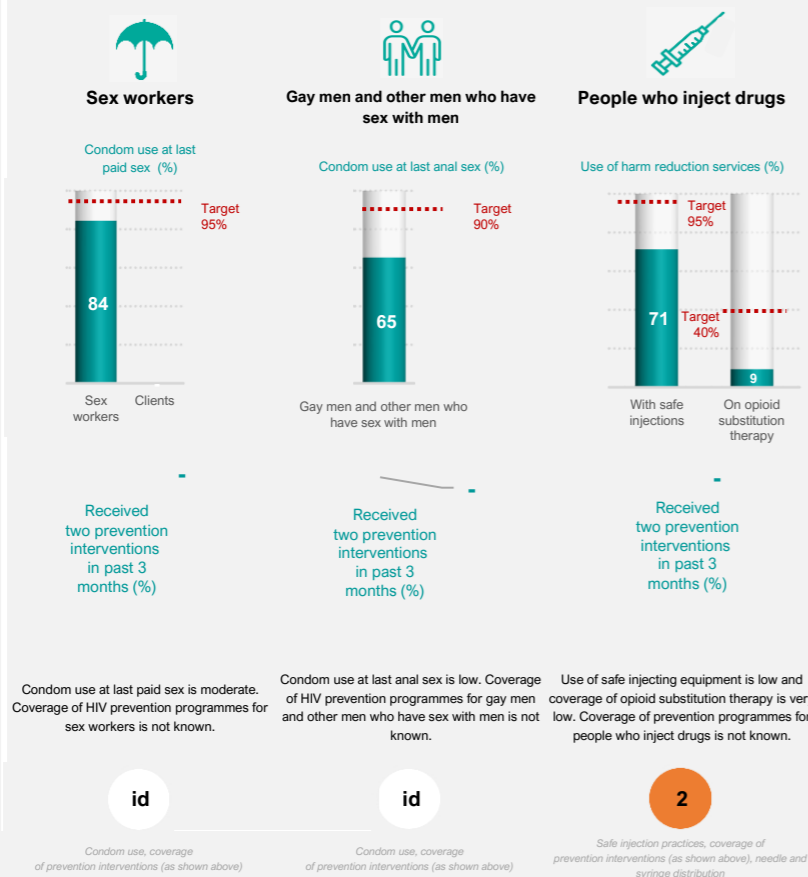 Sex workers
Condom use at last
paid sex (%)
Target
95%
84
Sex
workers
Clients
-
Received
two prevention
interventions
in past 3
months (%)
Condom use at last paid sex is moderate.
Coverage of HIV prevention programmes for
sex workers is not known.
id
Condom use, coverage
of prevention interventions (as shown above)
Gay men and other men who have
sex with men
Condom use at last anal sex (%)
Target
90%
65
Gay men and other men who
have sex with men
-
Received
two prevention
interventions
in past 3
months (%)
Condom use at last anal sex is low. Coverage
of HIV prevention programmes for gay men
and other men who have sex with men is not
known.
id
Condom use, coverage
of prevention interventions (as shown above)
People who inject drugs
Use of harm reduction services (%)
Target
95%
71
Target
40%
9
With safe
injections
On opioid
substitution
therapy
-
Received
two prevention
interventions
in past 3
months (%)
Use of safe injecting equipment is low and
coverage of opioid substitution therapy is ver
low. Coverage of prevention programmes fo
people who inject drugs is not known.
2
Safe injection practices, coverage of
prevention interventions (as shown above), needle and
syringe distribution